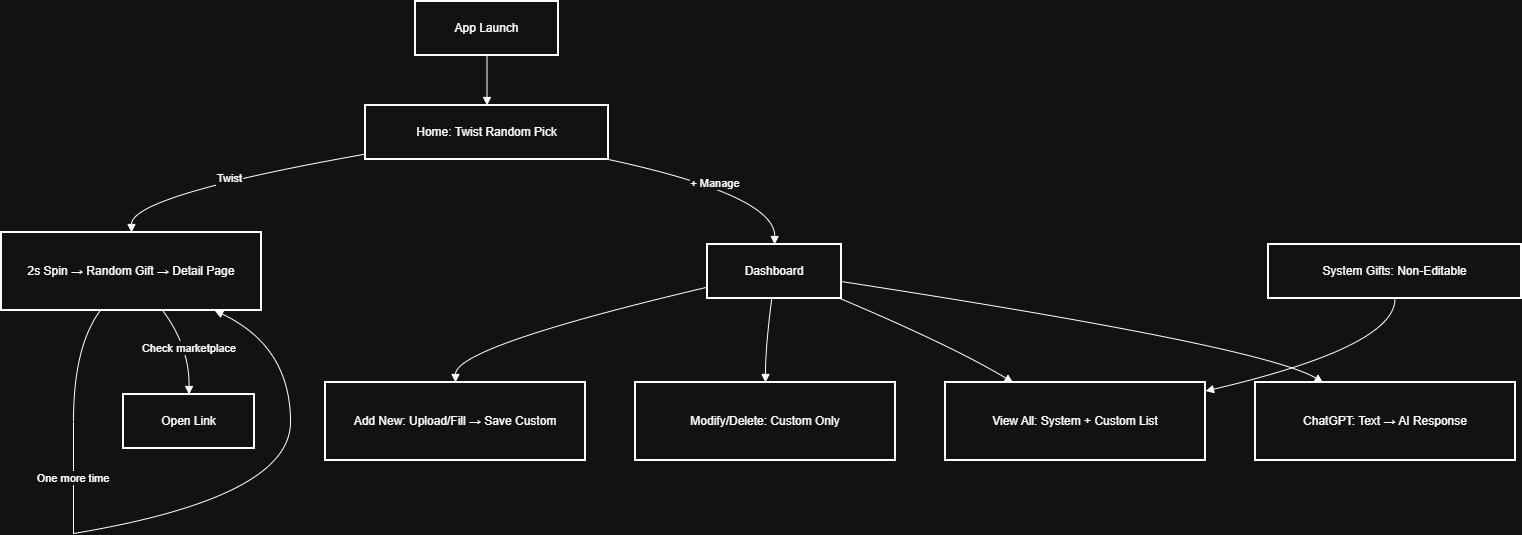 App Launch
Home: Twist Random Pick
Twist
+ Manage
2s Spin → Random Gift → Detail Page
Dashboard
System Gifts: Non-Editable
Check marketplace
Open Link
Add New: Upload/Fill → Save Custom
Modify/Delete: Custom Only
View All: System + Custom List
ChatGPT: Text → AI Response
One more time